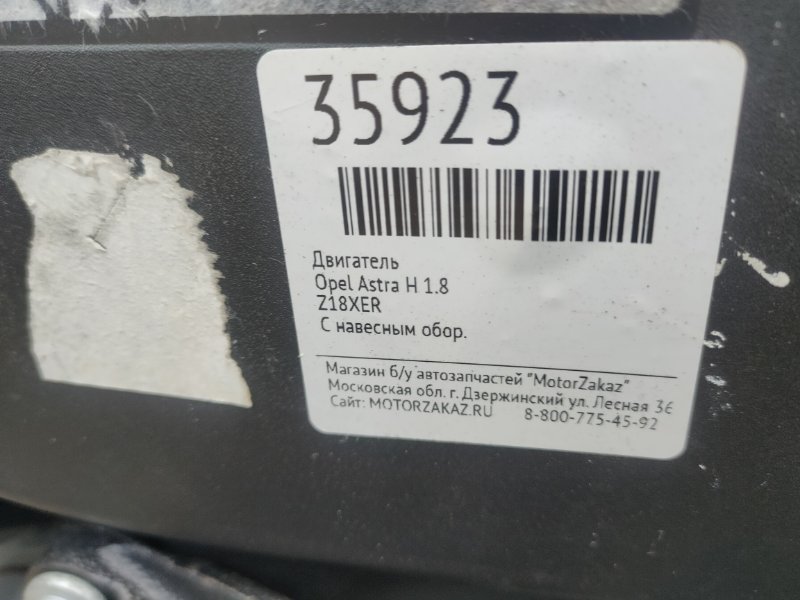 35923
Двигатель
Opel Astra H 1.8
Z18XER
С навесным обор.
Магазин б/у автозапчастей "MotorZakaz"
Московская обл. г. Дзержинский ул. Лесная
Сайт: MOTORZAKAZ.RU 8-800-775-45-92